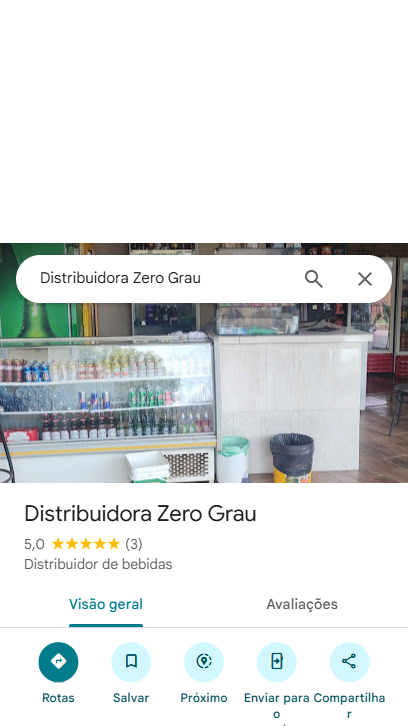 Distribuidora Zero Grau
Distribuidora Zero Grau
5,0 (3)
Distribuidor de bebidas
Visão geral Avaliações
Rotas Salvar Próximo Enviar para o Compartilhar